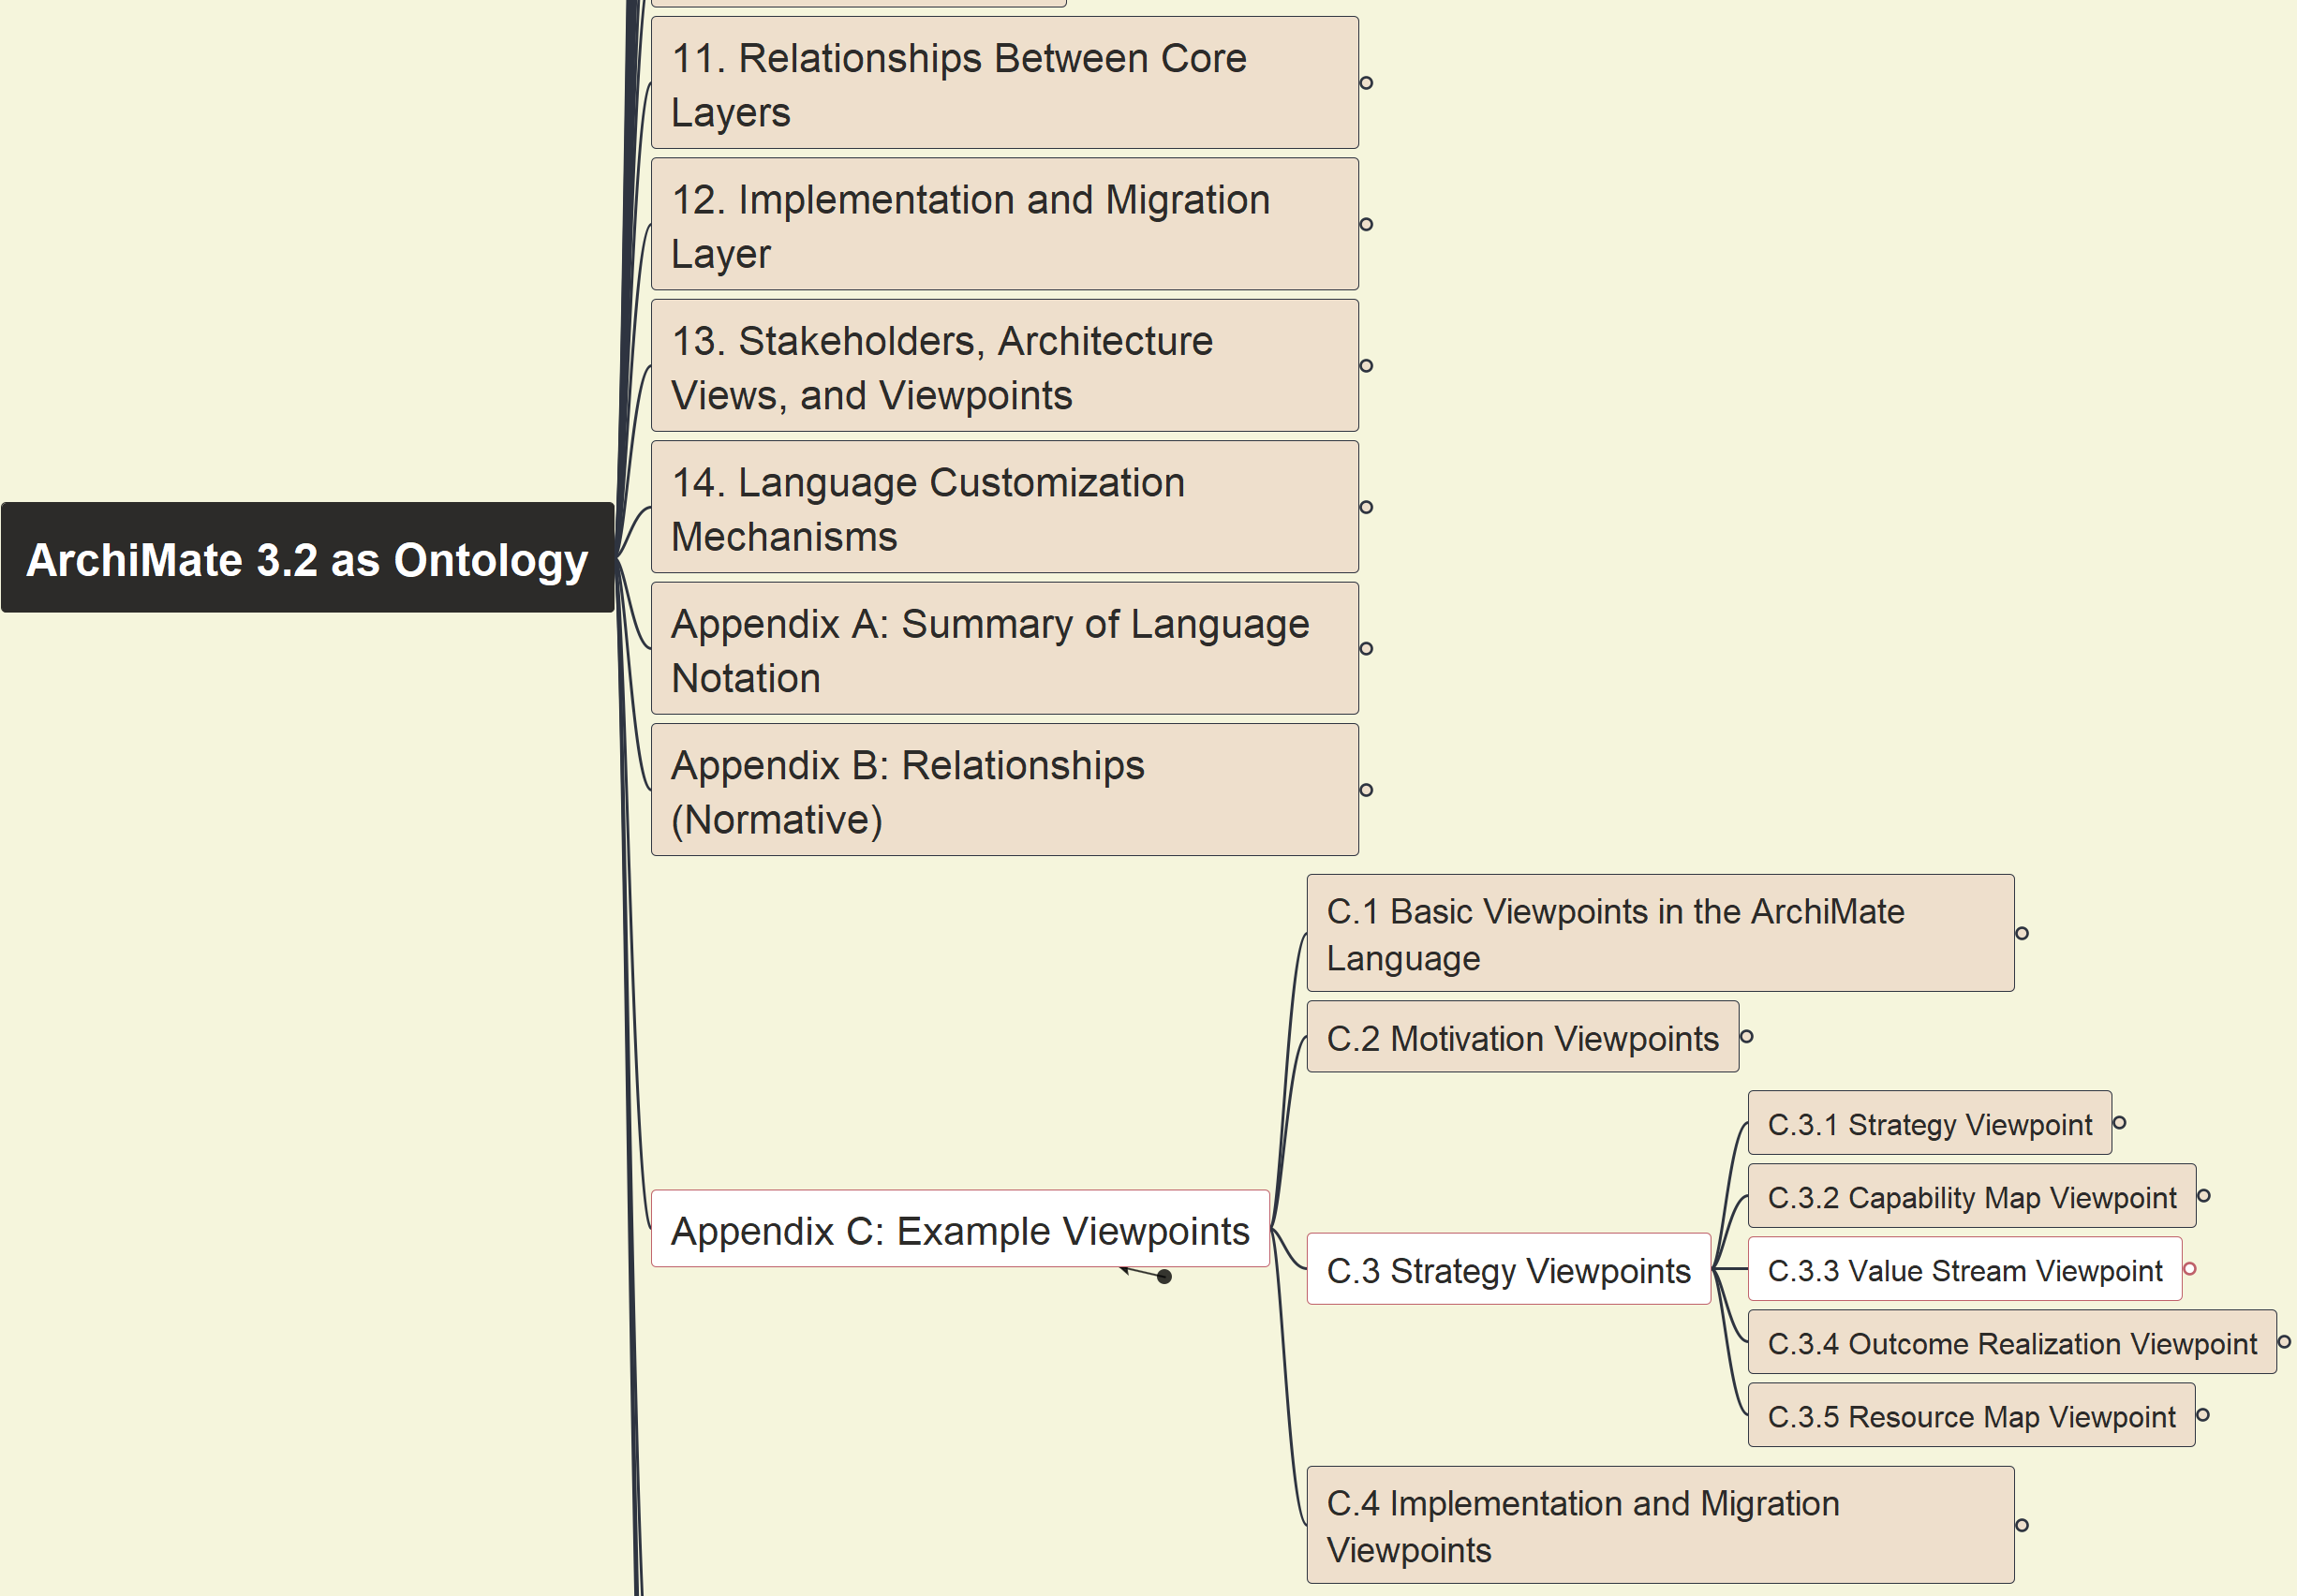 11. Relationships Between Core
Layers
12. Implementation and Migration
Layer
13. Stakeholders, Architecture
Views, and Viewpoints
14. Language Customization
Mechanisms
ArchiMate 3.2 as Ontology
Appendix A: Summary of Language
Notation
Appendix B: Relationships
(Normative)
Appendix C: Example Viewpoints
C.1 Basic Viewpoints in the ArchiMate
Language
C.2 Motivation Viewpoints
C.3 Strategy Viewpoints
C.3.1 Strategy Viewpoint
C.3.2 Capability Map Viewpoint
C.3.3 Value Stream Viewpoint
C.3.4 Outcome Realization Viewpoint
C.3.5 Resource Map Viewpoint
C.4 Implementation and Migration
Viewpoints